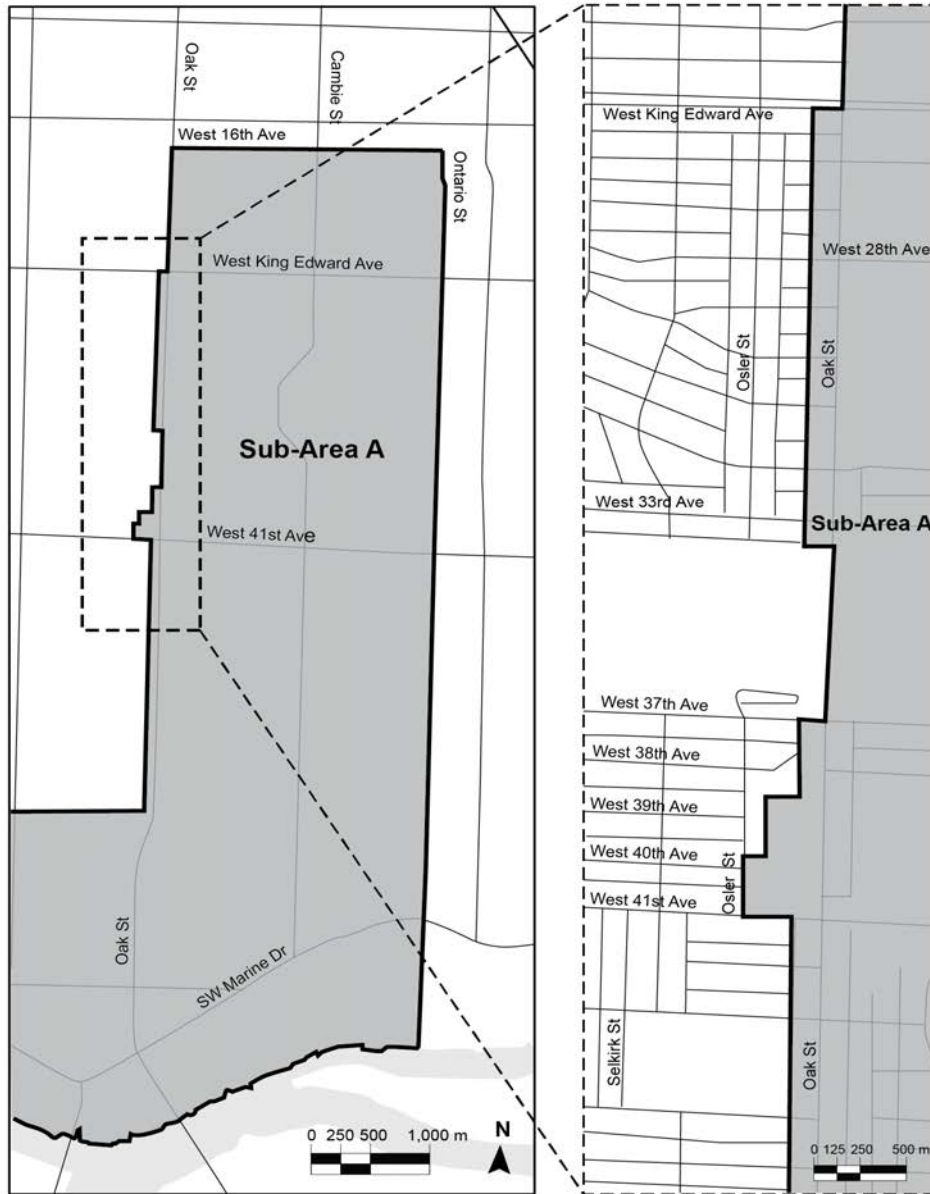 Oak St
Cambie St
West 16th Ave
Ontario St
West King Edward Ave
Sub-Area A
West 41st Ave
Oak St
SW Marine Dr
0 250 500 1,000 m
N
West King Edward Ave
West 28th Ave
Osler St
Oak St
West 33rd Ave
Sub-Area A
West 37th Ave
West 38th Ave
West 39th Ave
West 40th Ave
Osler St
West 41st Ave
Selkirk St
Oak St
0 125 250 500 m